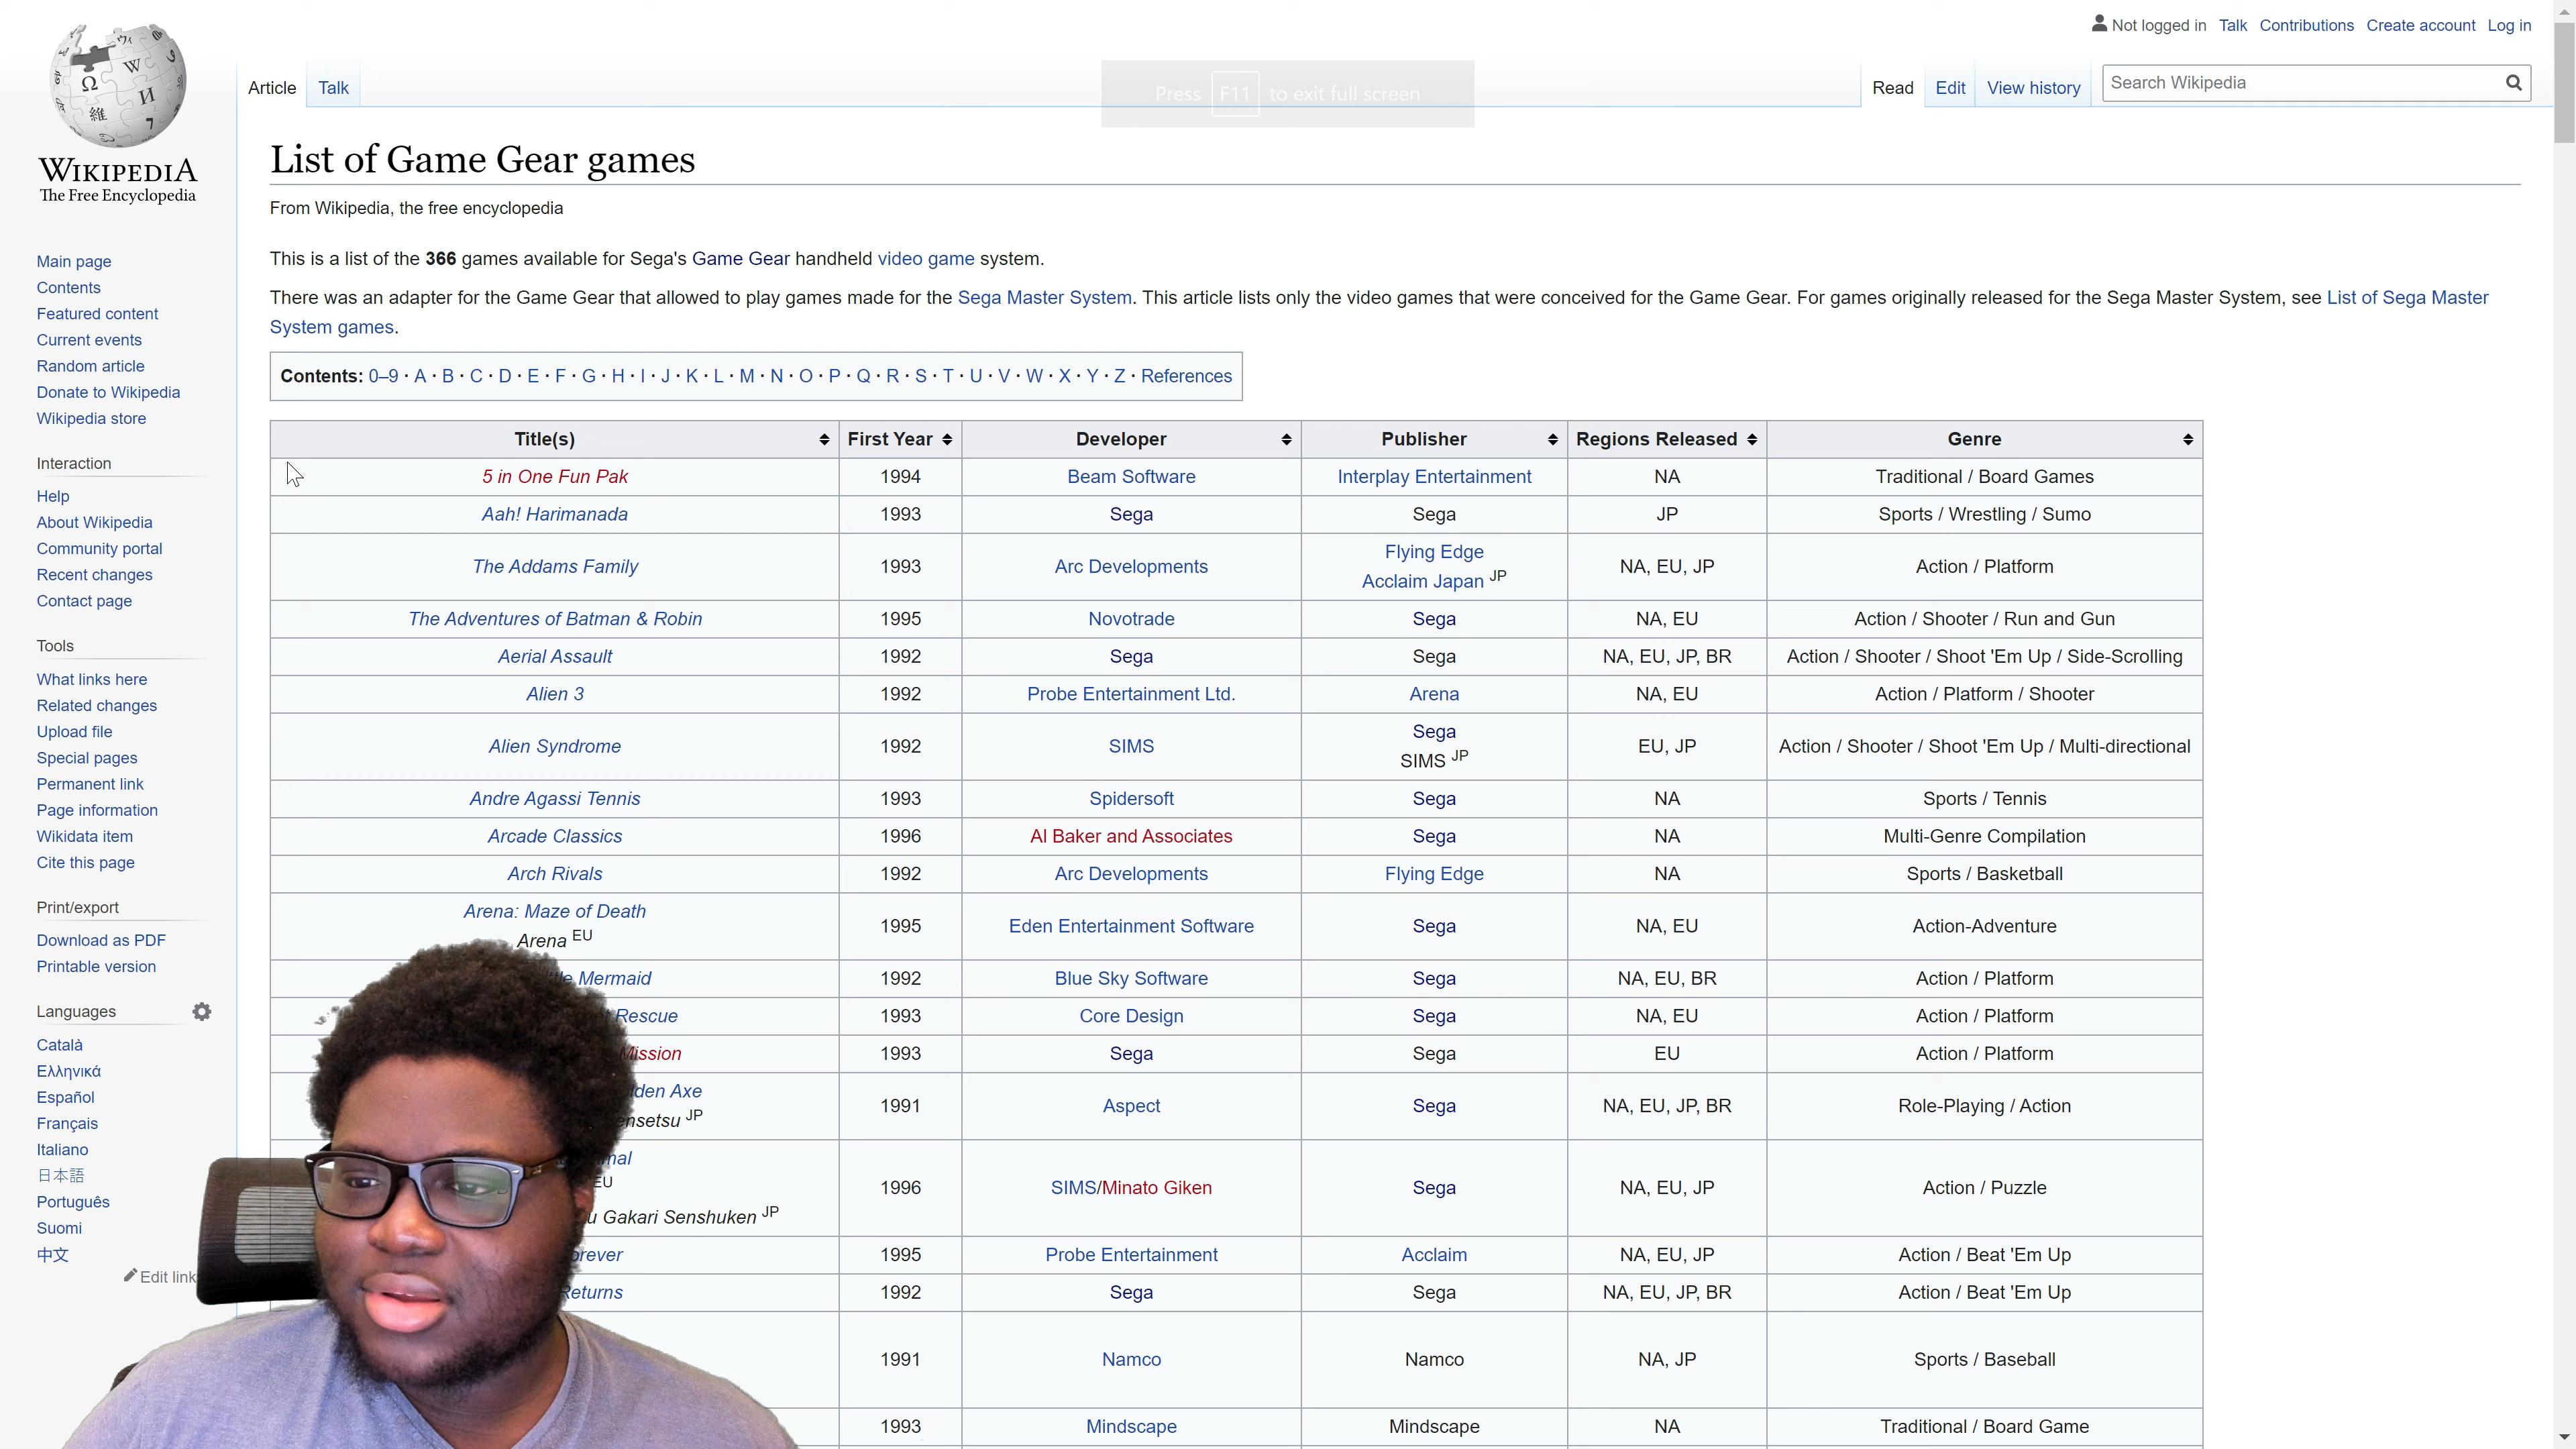 Not logged in Talk Contributions Create account Log in
Article Talk
Press F11 to exit full screen
Read Edit View history Search Wikipedia
WIKIPEDIA
The Free Encyclopedia
Main page
Contents
Featured content
Current events
Random article
Donate to Wikipedia
Wikipedia store
Interaction
Help
About Wikipedia
Community portal
Recent changes
Contact page
Tools
What links here
Related changes
Upload file
Special pages
Permanent link
Page information
Wikidata item
Cite this page
Print/export
Download as PDF
Printable version
Languages
Català
Ελληνικά
Español
Français
Italiano
日本語
Português
Suomi
中文
Edit link
List of Game Gear games
From Wikipedia, the free encyclopedia
This is a list of the 366 games available for Sega's Game Gear handheld video game system.
There was an adapter for the Game Gear that allowed to play games made for the Sega Master System. This article lists only the video games that were conceived for the Game Gear. For games originally released for the Sega Master System, see List of Sega Master
System games.
Contents: 0–9 · A · B · C · D · E · F · G · H · I · J · K · L · M · N · O · P · Q · R · S · T · U · V · W · X · Y · Z · References
Title(s) First Year Developer Publisher Regions Released Genre
5 in One Fun Pak 1994 Beam Software Interplay Entertainment NA Traditional / Board Games
Aah! Harimanada 1993 Sega Sega JP Sports / Wrestling / Sumo
The Addams Family 1993 Arc Developments Flying Edge NA, EU, JP Action / Platform
Acclaim Japan JP
The Adventures of Batman & Robin 1995 Novotrade Sega NA, EU Action / Shooter / Run and Gun
Aerial Assault 1992 Sega Sega NA, EU, JP, BR Action / Shooter / Shoot 'Em Up / Side-Scrolling
Alien 3 1992 Probe Entertainment Ltd. Arena NA, EU Action / Platform / Shooter
Alien Syndrome 1992 SIMS Sega EU, JP Action / Shooter / Shoot 'Em Up / Multi-directional
SIMS JP
Andre Agassi Tennis 1993 Spidersoft Sega NA Sports / Tennis
Arcade Classics 1996 Al Baker and Associates Sega NA Multi-Genre Compilation
Arch Rivals 1992 Arc Developments Flying Edge NA Sports / Basketball
Arena: Maze of Death 1995 Eden Entertainment Software Sega NA, EU Action-Adventure
Arena EU
Mermaid 1992 Blue Sky Software Sega NA, EU, BR Action / Platform
Rescue 1993 Core Design Sega NA, EU Action / Platform
Mission 1993 Sega Sega EU Action / Platform
Axe 1991 Aspect Sega NA, EU, JP, BR Role-Playing / Action
JP
EU
1996 SIMS/Minato Giken Sega NA, EU, JP Action / Puzzle
Gakari Senshuken JP
1995 Probe Entertainment Acclaim NA, EU, JP Action / Beat 'Em Up
Returns 1992 Sega Sega NA, EU, JP, BR Action / Beat 'Em Up
1991 Namco Namco NA, JP Sports / Baseball
1993 Mindscape Mindscape NA Traditional / Board Game